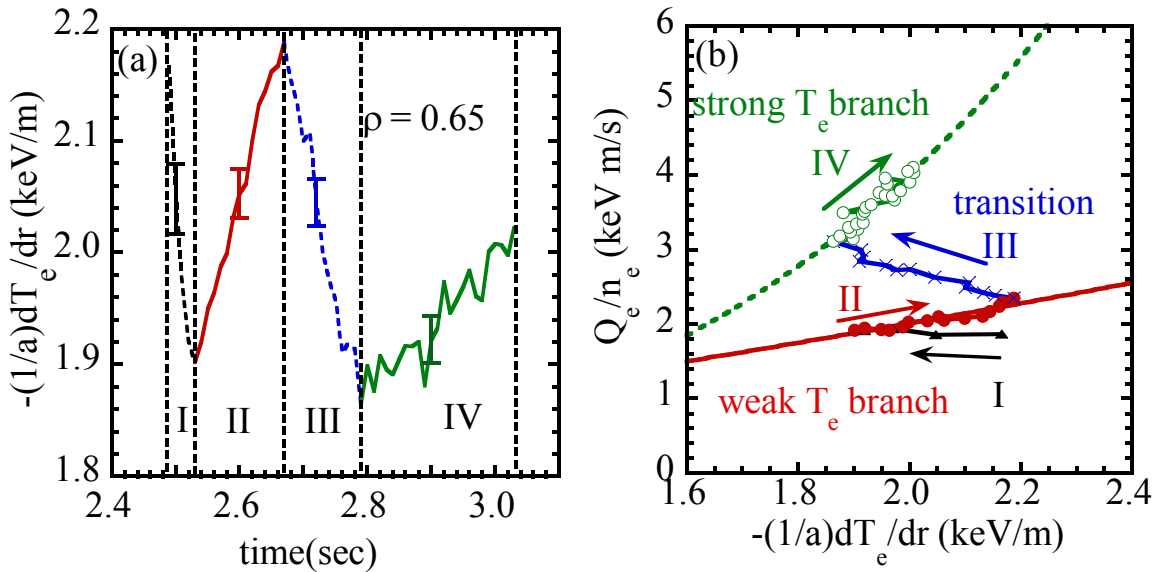 (a)
2.2
2.1
2.0
1.9
1.8
-(1/a)dT_e/dr (keV/m)
ρ = 0.65
I
II
III
IV
2.4
2.6
2.8
3.0
time(sec)
(b)
6
5
4
3
2
1
0
Q_e/n_e (keV m/s)
strong T_e branch
IV
transition
III
II
I
weak T_e branch
1.6
1.8
2.0
2.2
2.4
-(1/a)dT_e/dr (keV/m)